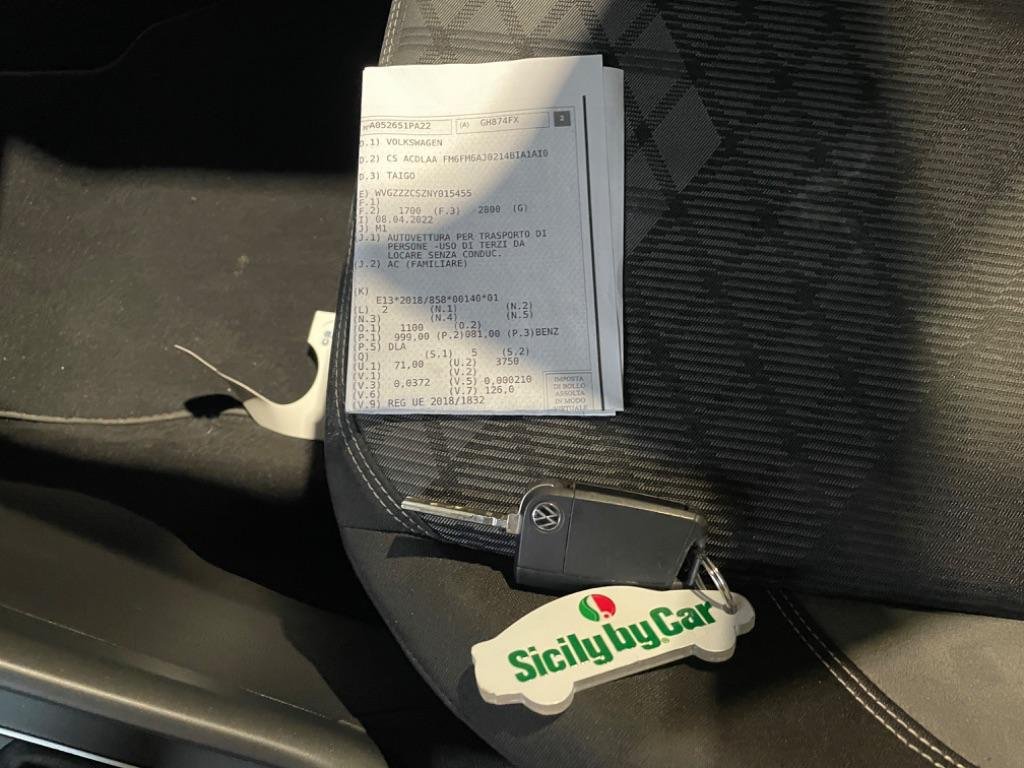 A052651PA22 (A) GH874FX 2
D.1) VOLKSWAGEN
D.2) CS ACDLAA FM6FM6AJ0214BIA1AI0
D.3) TAIGO
E) WVGZZZCSZNY015455
F.1)
F.2) 1700 (F.3) 2800 (G)
I) 08.04.2022
J) M1
J.1) AUTOVETTURA PER TRASPORTO DI
PERSONE -USO DI TERZI DA
LOCARE SENZA CONDUC.
(J.2) AC (FAMILIARE)
(K)
E13*2018/858*00140*01
(L) 2 (N.1) (N.2)
(N.3) (N.4) (N.5)
(O.1) 1100 (O.2)
(P.1) 999,00 (P.2)081,00 (P.3)BENZ
(P.5) DLA
(Q) (S.1) 5 (S.2)
(U.1) 71,00 (U.2) 3750
(V.1) (V.2)
(V.3) 0,0372 (V.5) 0,000210
(V.6) (V.7) 126,0
(V.9) REG UE 2018/1832
IMPOSTA
DI BOLLO
ASSOLTA
IN MODO
VIRTUALE
Sicily by Car